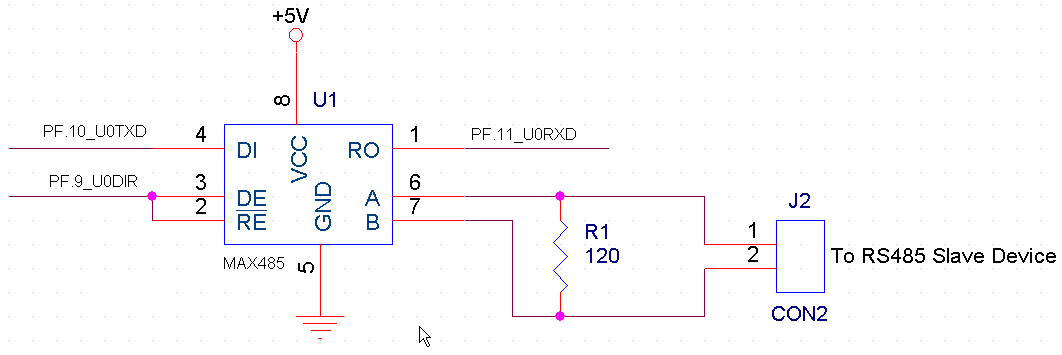 +5V
8
U1
PF.10_U0TXD
4
1
PF.11_U0RXD
DI
VCC
RO
PF.9_U0DIR
3
6
DE
GND
A
J2
2
7
RE
B
R1
1
120
2
To RS485 Slave Device
MAX485
5
CON2